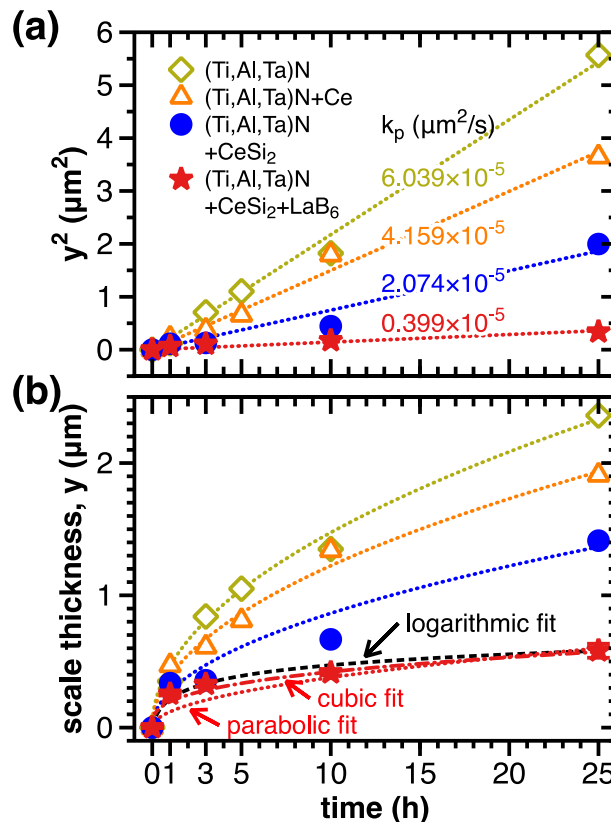 (a)
6
5
4
3
2
1
0
y² (μm²)
(Ti,Al,Ta)N
(Ti,Al,Ta)N+Ce
(Ti,Al,Ta)N
+CeSi₂
(Ti,Al,Ta)N
+CeSi₂+LaB₆
kₚ (μm²/s)
6.039×10⁻⁵
4.159×10⁻⁵
2.074×10⁻⁵
0.399×10⁻⁵
(b)
2
1
0
scale thickness, y (μm)
logarithmic fit
cubic fit
parabolic fit
0 1 3 5 10 15 20 25
time (h)